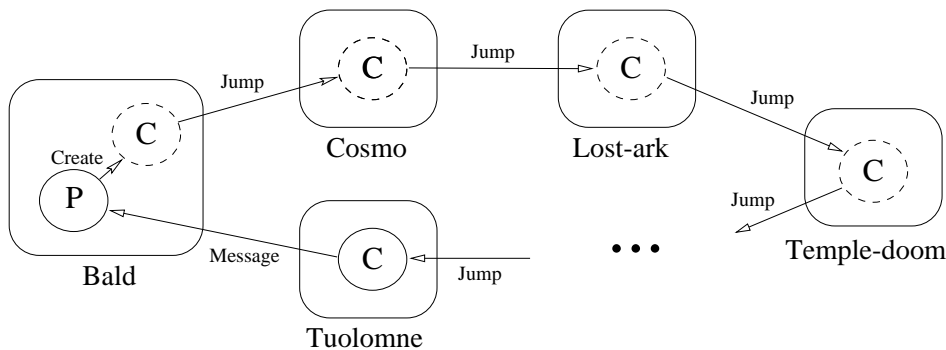 C
C
Jump
C
Jump
Jump
C
Cosmo
Lost-ark
Create
C
P
Jump
Message
C
Jump
Temple-doom
Bald
Tuolomne